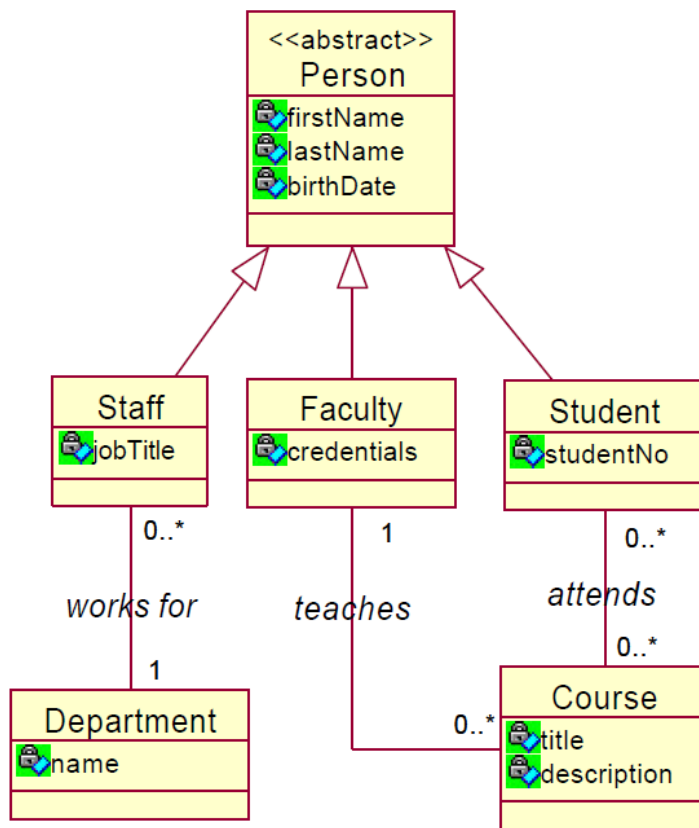 <<abstract>>
Person
firstName
lastName
birthDate
Staff
jobTitle
Faculty
credentials
Student
studentNo
0..*
1
0..*
works for
teaches
attends
1
0..*
0..*
Department
name
Course
title
description